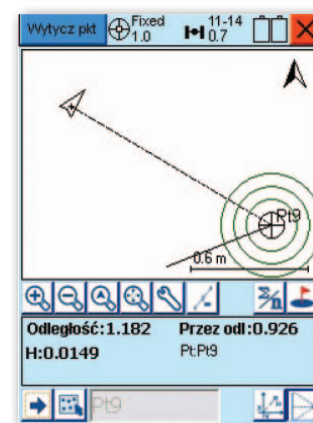 Wytycz pkt Fixed 11-14
1.0 0.7
Pt9
0.6 m
Σ/n
Odległość:1.182 Przez odl:0.926
H:0.0149 Pt:Pt9
Pt9